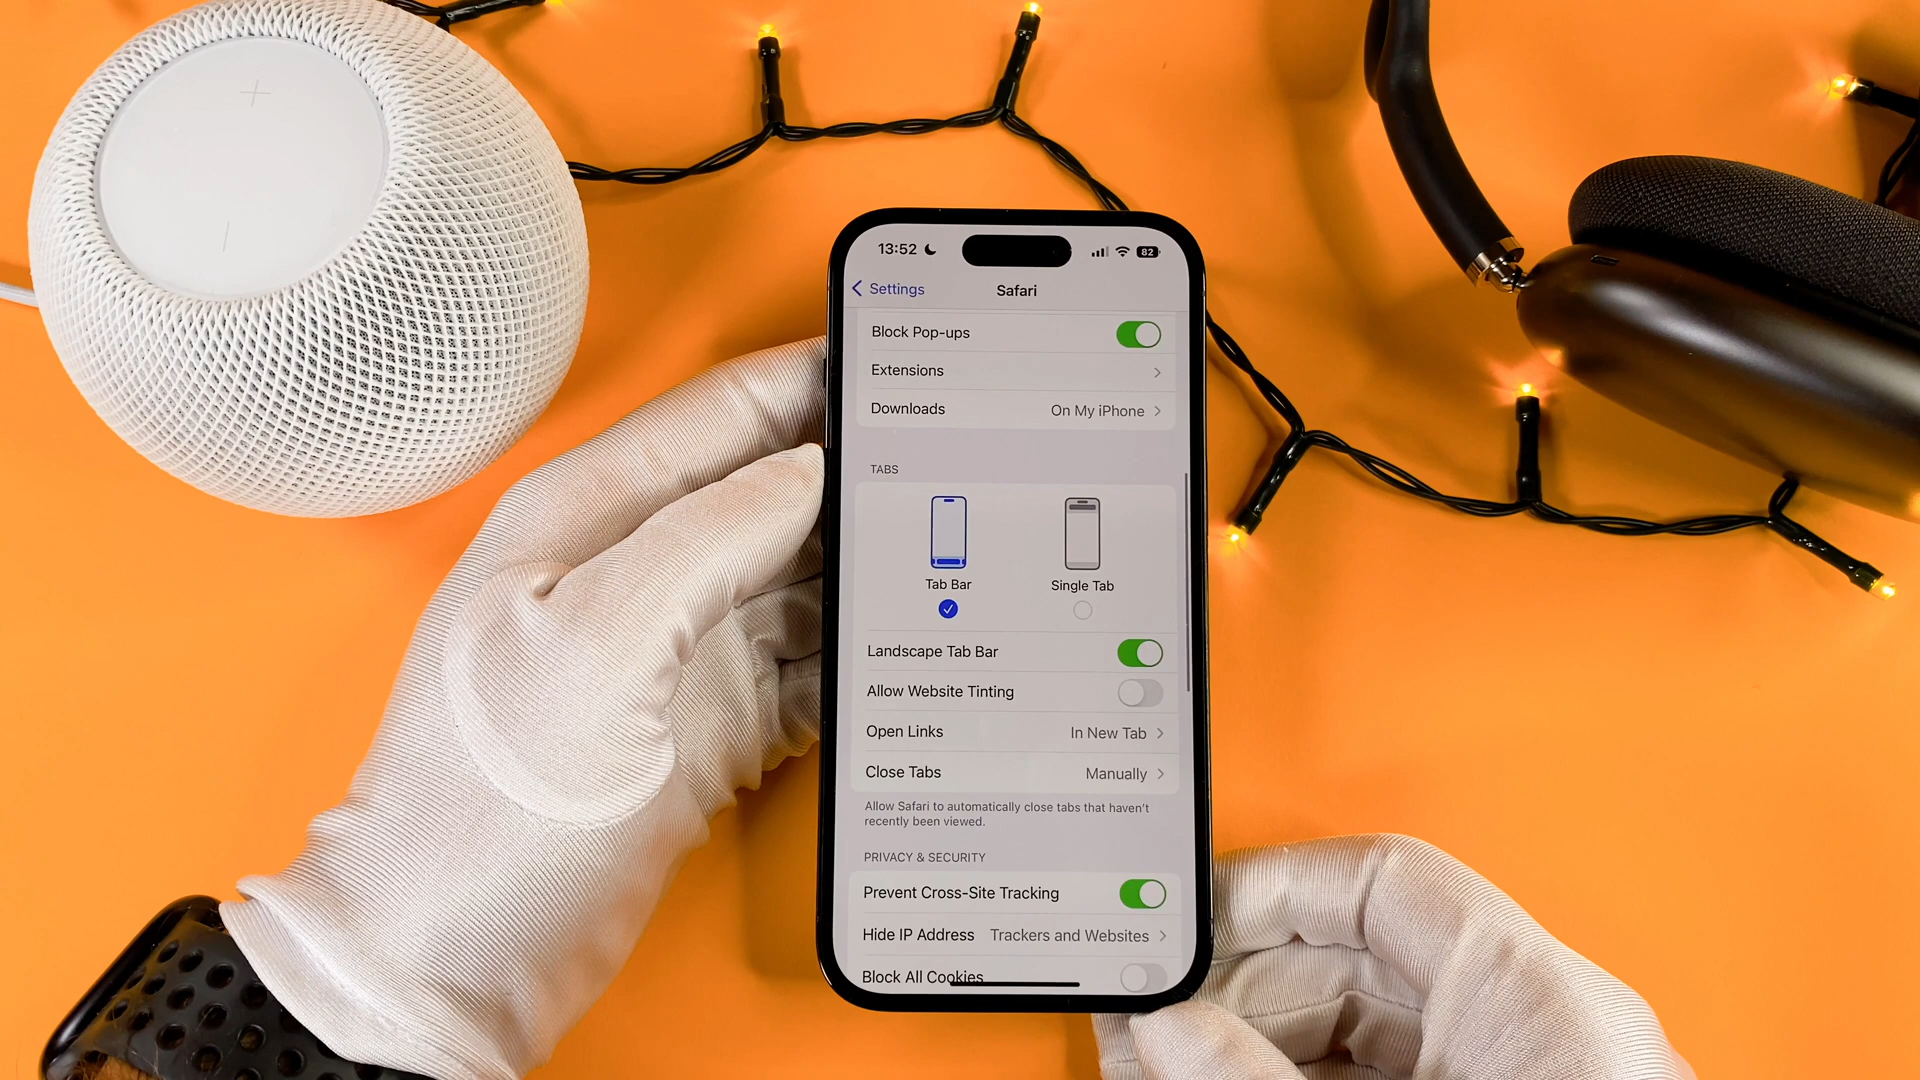 13:52
82
Settings
Safari
Block Pop-ups
Extensions
Downloads On My iPhone
TABS
Tab Bar Single Tab
Landscape Tab Bar
Allow Website Tinting
Open Links In New Tab
Close Tabs Manually
Allow Safari to automatically close tabs that haven't
recently been viewed.
PRIVACY & SECURITY
Prevent Cross-Site Tracking
Hide IP Address Trackers and Websites
Block All Cookies